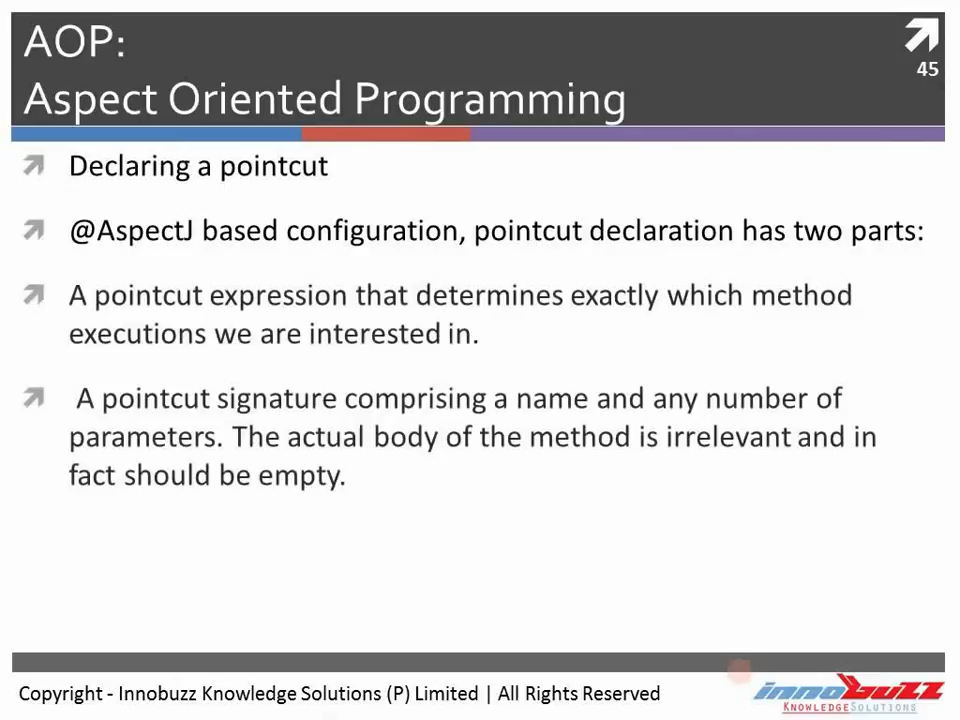 AOP:
Aspect Oriented Programming
45
Declaring a pointcut
@AspectJ based configuration, pointcut declaration has two parts:
A pointcut expression that determines exactly which method
executions we are interested in.
A pointcut signature comprising a name and any number of
parameters. The actual body of the method is irrelevant and in
fact should be empty.
Copyright - Innobuzz Knowledge Solutions (P) Limited | All Rights Reserved
innobuzz
KNOWLEDGESOLUTIONS